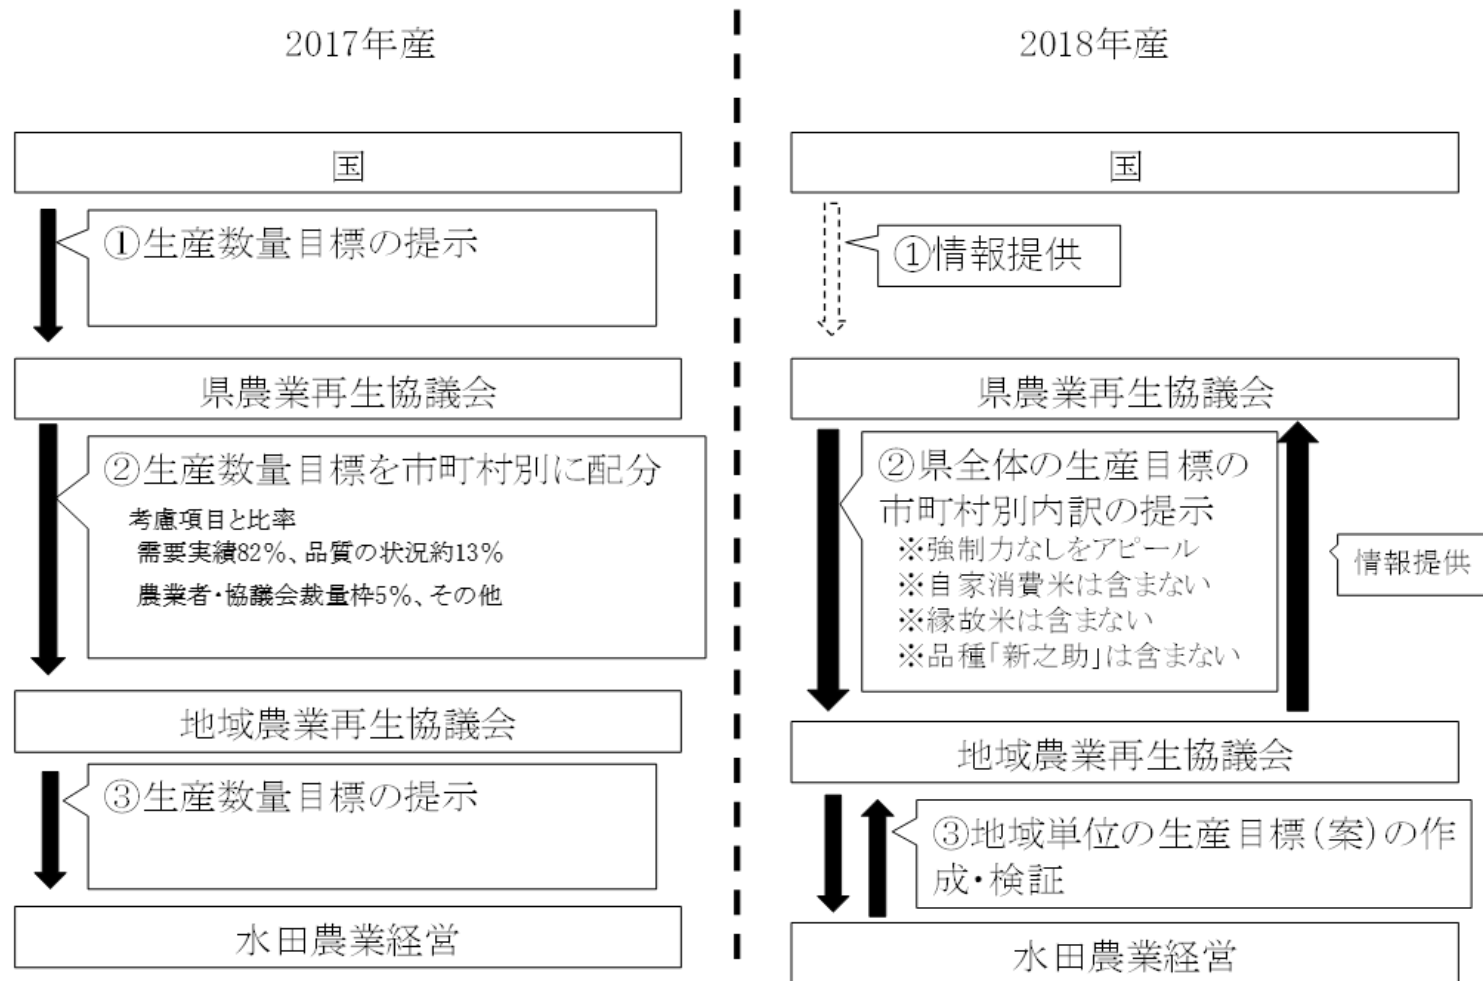 2017年産
国
①生産数量目標の提示
県農業再生協議会
②生産数量目標を市町村別に配分
考慮項目と比率
需要実績82％、品質の状況約13％
農業者・協議会裁量枠5％、その他
地域農業再生協議会
③生産数量目標の提示
水田農業経営
2018年産
国
①情報提供
県農業再生協議会
②県全体の生産目標の
市町村別内訳の提示
※強制力なしをアピール
※自家消費米は含まない
※縁故米は含まない
※品種「新之助」は含まない
情報提供
地域農業再生協議会
③地域単位の生産目標（案）の作
成・検証
水田農業経営